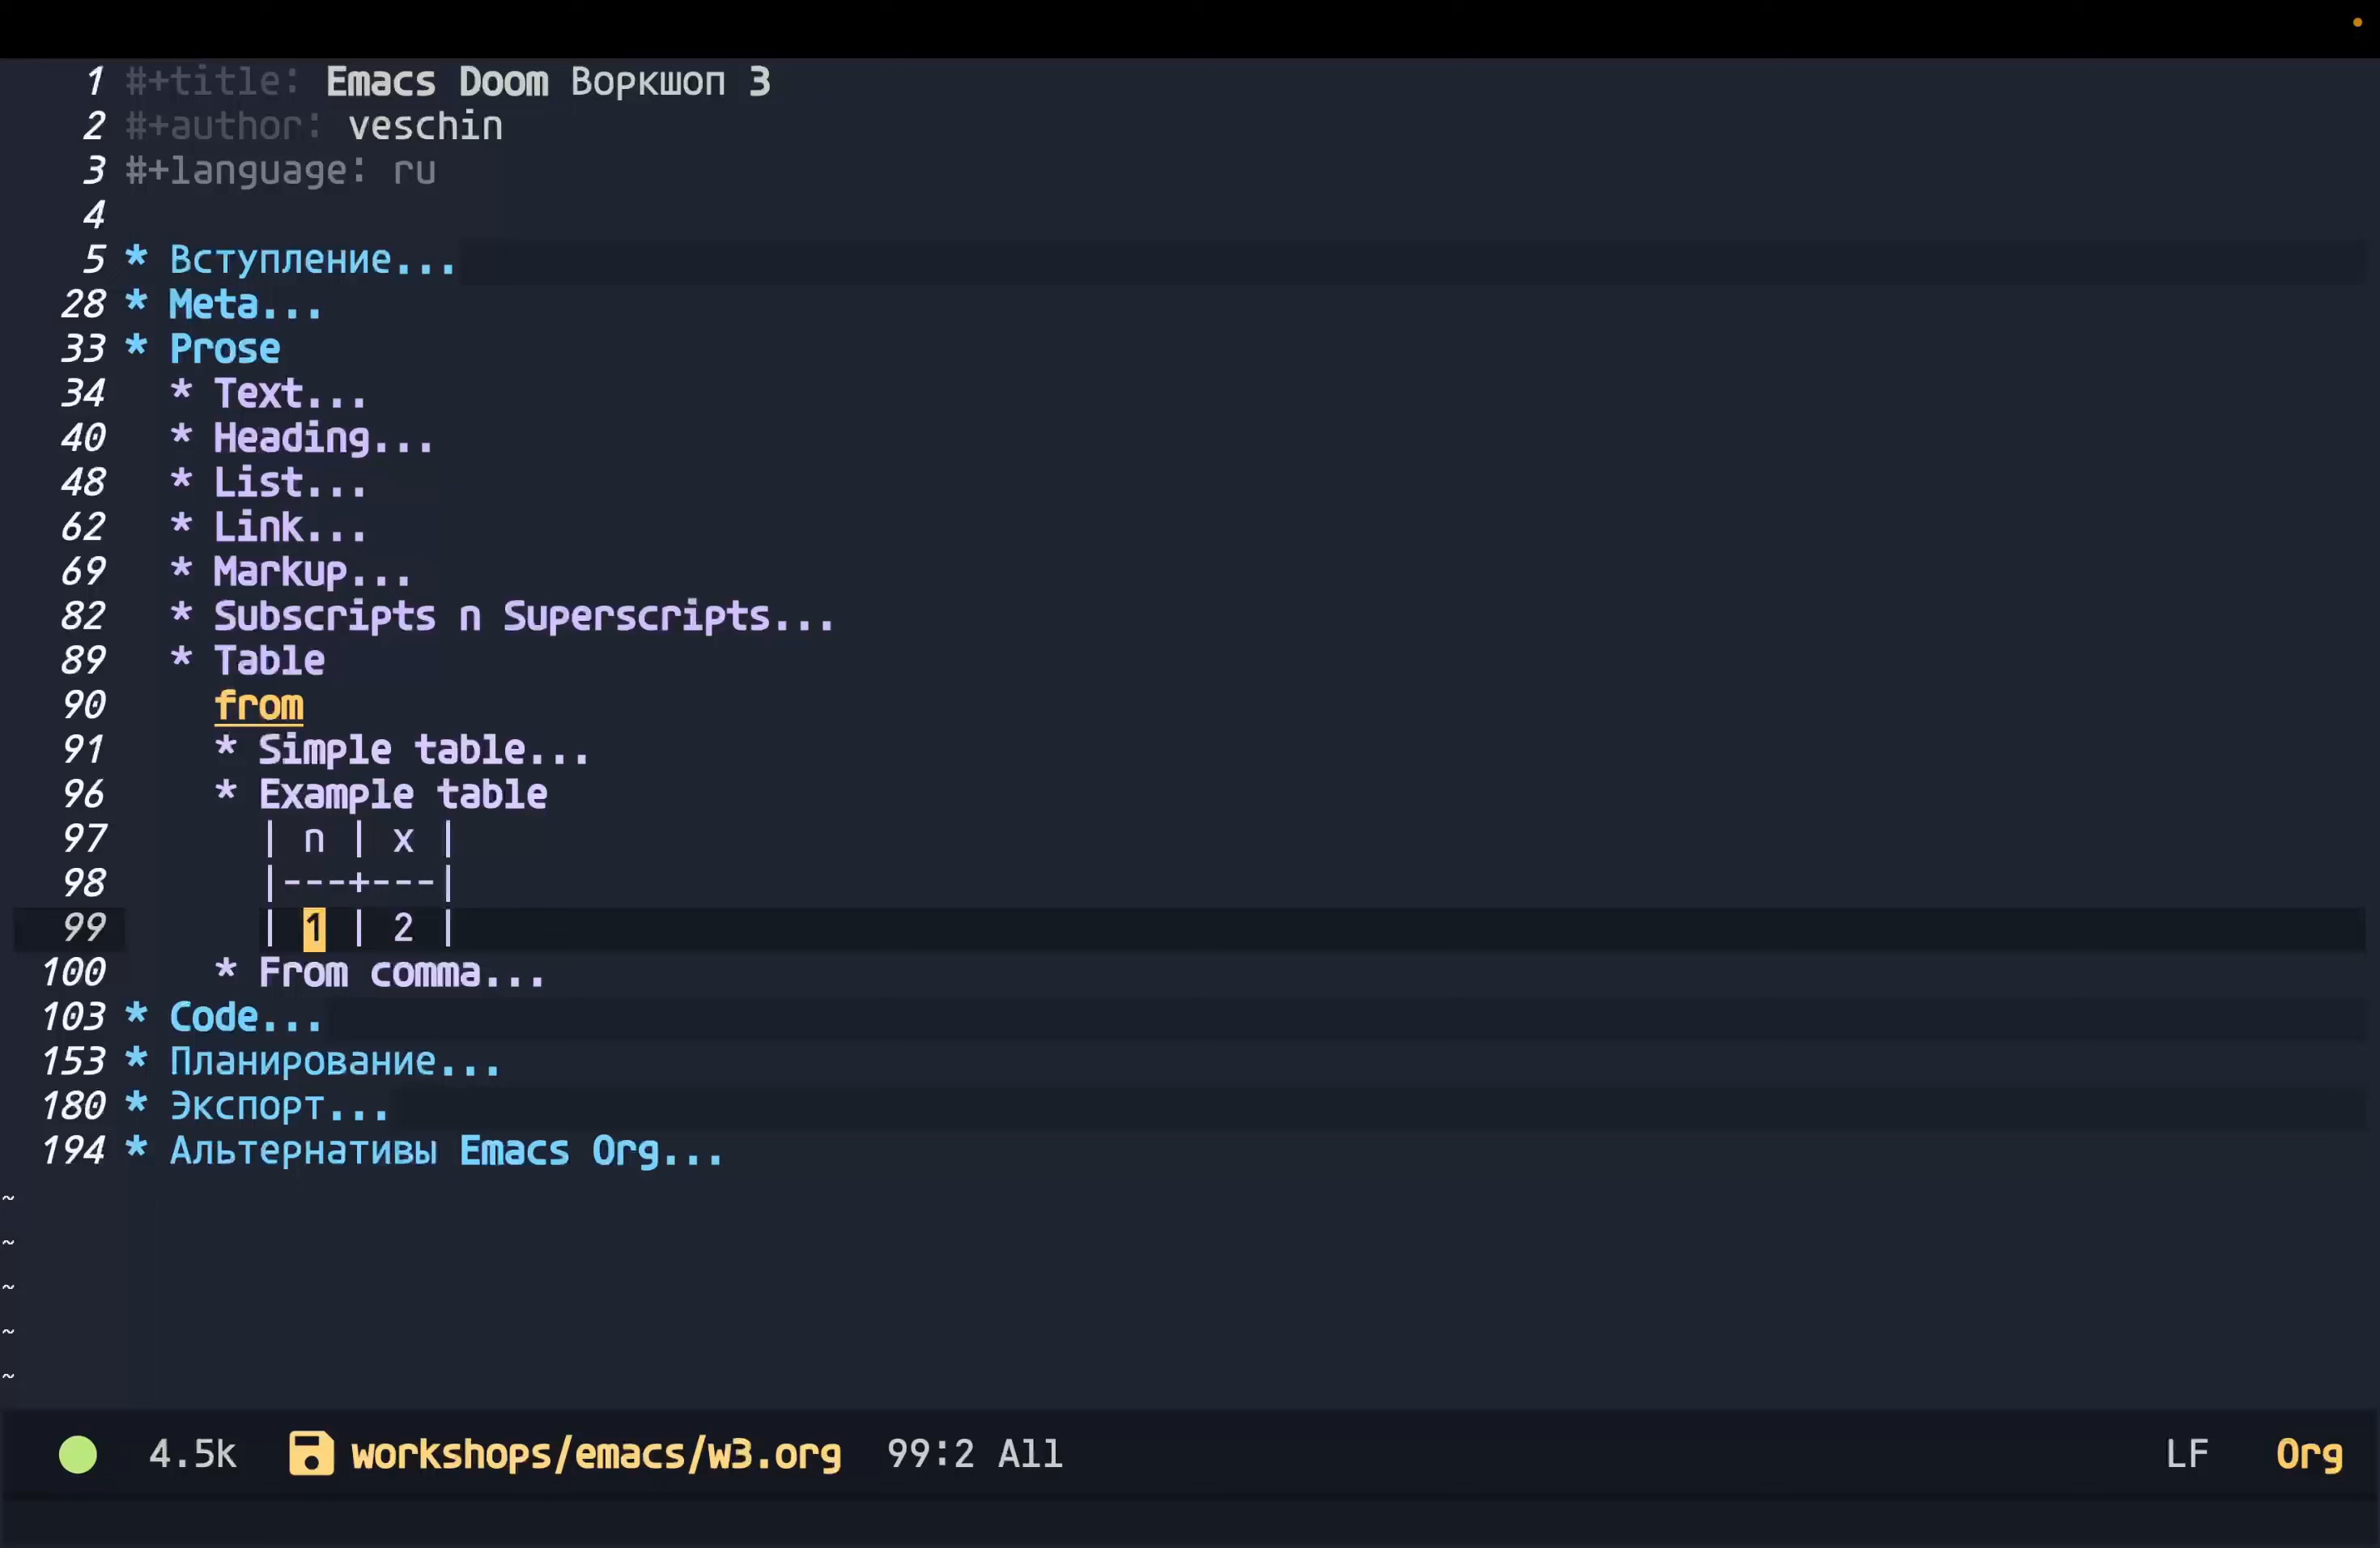 1 #+title: Emacs Doom Воркшоп 3
2 #+author: veschin
3 #+language: ru
4
5 * Вступление...
28 * Meta...
33 * Prose
34 * Text...
40 * Heading...
48 * List...
62 * Link...
69 * Markup...
82 * Subscripts n Superscripts...
89 * Table
90 from
91 * Simple table...
96 * Example table
97 | n | x |
98 |---+---|
99 | 1 | 2 |
100 * From comma...
103 * Code...
153 * Планирование...
180 * Экспорт...
194 * Альтернативы Emacs Org...
~
~
~
~
~
4.5k workshops/emacs/w3.org 99:2 All LF Org